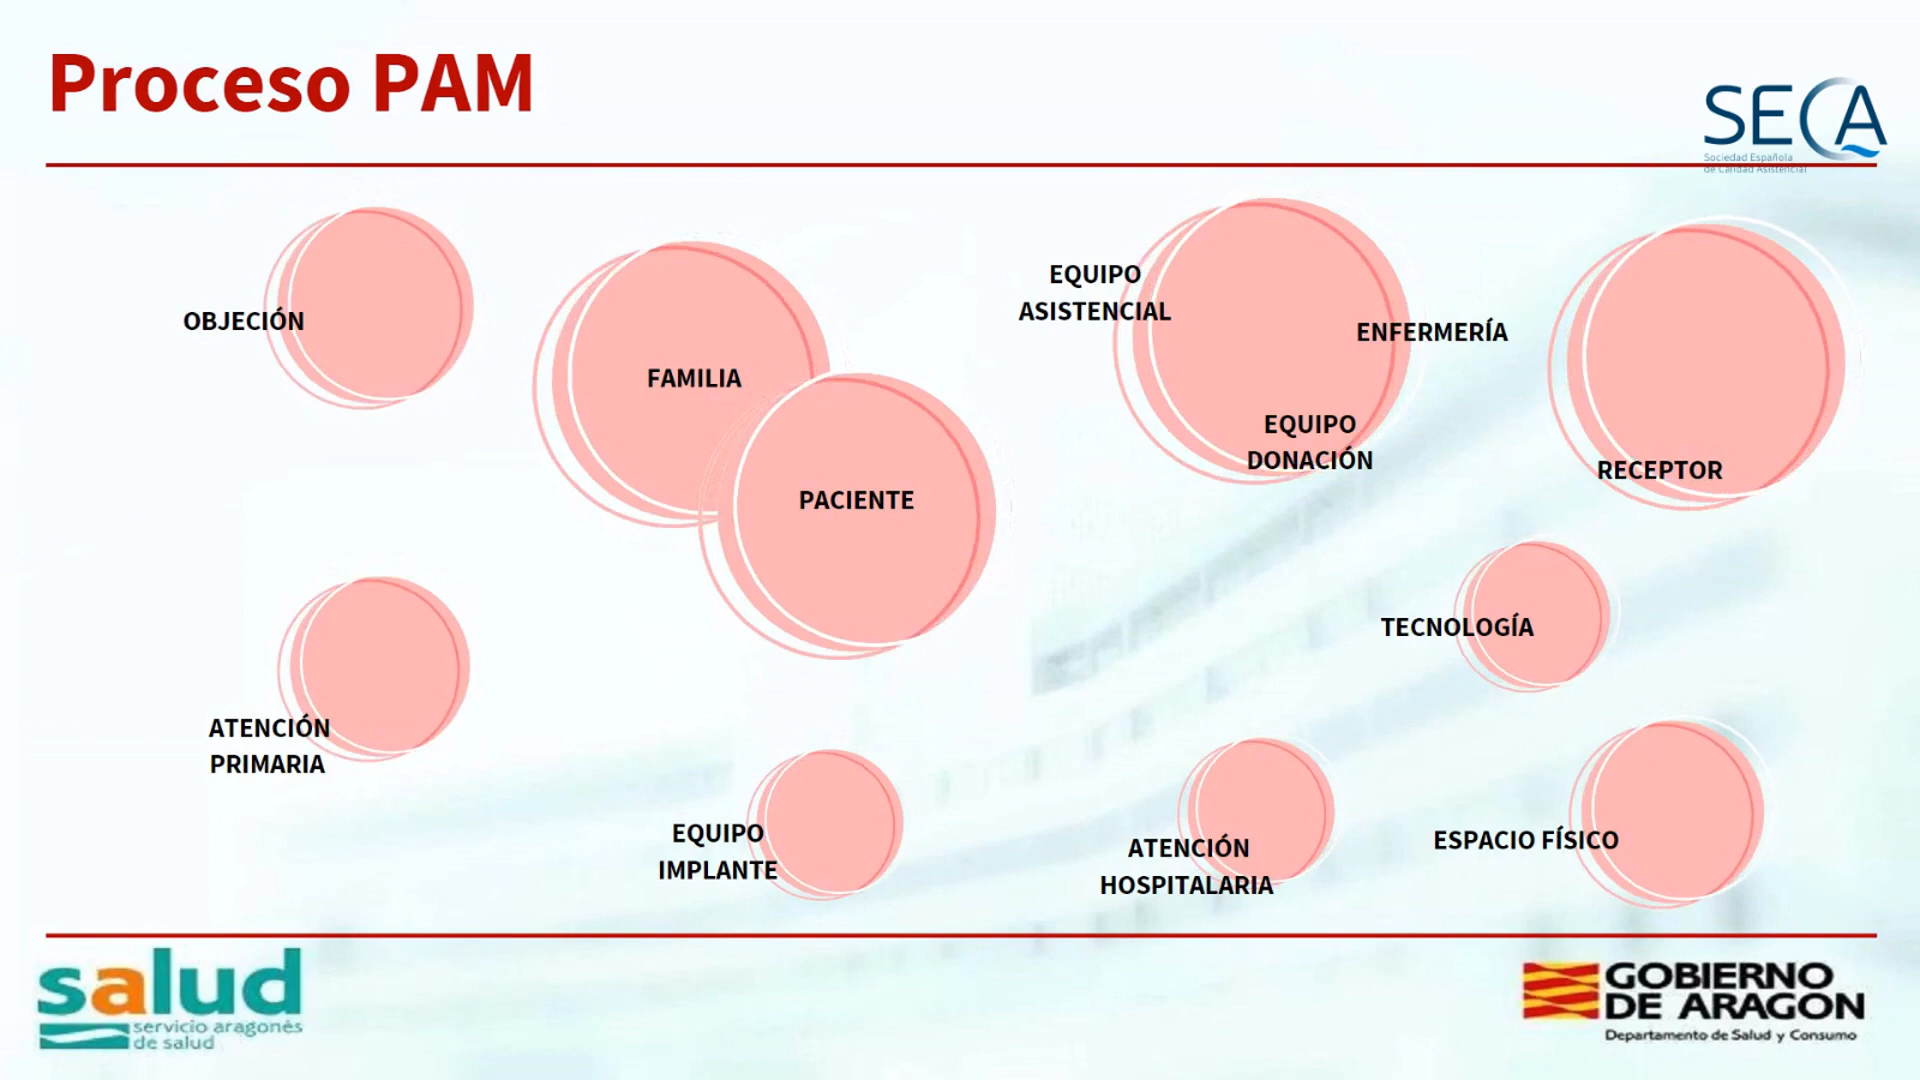 Proceso PAM
SECA
Sociedad Española
de Calidad Asistencial
OBJECIÓN
FAMILIA
PACIENTE
EQUIPO
ASISTENCIAL
ENFERMERÍA
EQUIPO
DONACIÓN
RECEPTOR
TECNOLOGÍA
ATENCIÓN
PRIMARIA
EQUIPO
IMPLANTE
ATENCIÓN
HOSPITALARIA
ESPACIO FÍSICO
salud
servicio aragonés
de salud
GOBIERNO
DE ARAGON
Departamento de Salud y Consumo